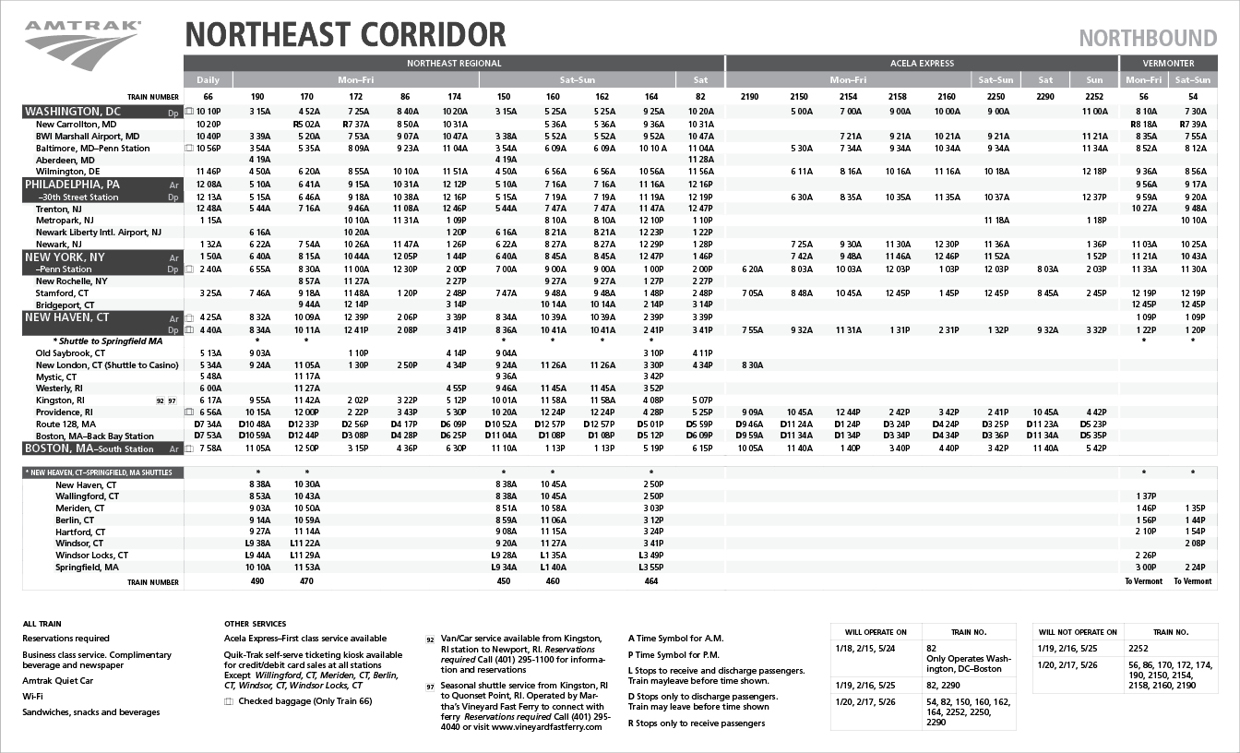 AMTRAK
NORTHEAST CORRIDOR
NORTHBOUND
NORTHEAST REGIONAL ACELA EXPRESS VERMONTER
Daily Mon–Fri Sat–Sun Sat Mon–Fri Sat–Sun Sat Sun Mon–Fri Sat–Sun
TRAIN NUMBER 66 190 170 172 86 174 150 160 162 164 82 2190 2150 2154 2158 2160 2250 2290 2252 56 54
WASHINGTON, DC Dp 10 10P 3 15A 4 52A 7 25A 8 40A 10 20A 3 15A 5 25A 5 25A 9 25A 10 20A 5 00A 7 00A 9 00A 10 00A 9 00A 11 00A 8 10A 7 30A
New Carrollton, MD 10 20P R5 02A R7 37A 8 50A 10 31A 5 36A 5 36A 9 36A 10 31A R8 18A R7 39A
BWI Marshall Airport, MD 10 40P 3 39A 5 20A 7 53A 9 07A 10 47A 3 38A 5 52A 5 52A 9 52A 10 47A 7 21A 9 21A 10 21A 9 21A 11 21A 8 35A 7 55A
Baltimore, MD–Penn Station 10 56P 3 54A 5 35A 8 09A 9 23A 11 04A 3 54A 6 09A 6 09A 10 10 A 11 04A 5 30A 7 34A 9 34A 10 34A 9 34A 11 34A 8 52A 8 12A
Aberdeen, MD 4 19A 4 19A 11 28A
Wilmington, DE 11 46P 4 50A 6 20A 8 55A 10 10A 11 51A 4 50A 6 56A 6 56A 10 56A 11 56A 6 11A 8 16A 10 16A 11 16A 10 18A 12 18P 9 36A 8 56A
PHILADELPHIA, PA Ar 12 08A 5 10A 6 41A 9 15A 10 31A 12 12P 5 10A 7 16A 7 16A 11 16A 12 16P 9 56A 9 17A
–30th Street Station Dp 12 13A 5 15A 6 46A 9 18A 10 38A 12 16P 5 15A 7 19A 7 19A 11 19A 12 19P 6 30A 8 35A 10 35A 11 35A 10 37A 12 37P 9 59A 9 20A
Trenton, NJ 12 48A 5 44A 7 16A 9 46A 11 08A 12 46P 5 44A 7 47A 7 47A 11 47A 12 47P 10 27A 9 48A
Metropark, NJ 1 15A 10 10A 11 31A 1 09P 8 10A 8 10A 12 10P 1 10P 11 18A 1 18P 10 10A
Newark Liberty Intl. Airport, NJ 6 16A 10 20A 1 20P 6 16A 8 21A 8 21A 12 23P 1 22P
Newark, NJ 1 32A 6 22A 7 54A 10 26A 11 47A 1 26P 6 22A 8 27A 8 27A 12 29P 1 28P 7 25A 9 30A 11 30A 12 30P 11 36A 1 36P 11 03A 10 25A
NEW YORK, NY Ar 1 50A 6 40A 8 15A 10 44A 12 05P 1 44P 6 40A 8 45A 8 45A 12 47P 1 46P 7 42A 9 48A 11 46A 12 46P 11 52A 1 52P 11 21A 10 43A
–Penn Station Dp 2 40A 6 55A 8 30A 11 00A 12 30P 2 00P 7 00A 9 00A 9 00A 1 00P 2 00P 6 20A 8 03A 10 03A 12 03P 1 03P 12 03P 8 03A 2 03P 11 33A 11 30A
New Rochelle, NY 8 57A 11 27A 2 27P 9 27A 9 27A 1 27P 2 27P
Stamford, CT 3 25A 7 46A 9 18A 11 48A 1 20P 2 48P 7 47A 9 48A 9 48A 1 48P 2 48P 7 05A 8 48A 10 45A 12 45P 1 45P 12 45P 8 45A 2 45P 12 19P 12 19P
Bridgeport, CT 9 44A 12 14P 3 14P 10 14A 10 14A 2 14P 3 14P 12 45P 12 45P
NEW HAVEN, CT Ar 4 25A 8 32A 10 09A 12 39P 2 06P 3 39P 8 34A 10 39A 10 39A 2 39P 3 39P 1 09P 1 09P
Dp 4 40A 8 34A 10 11A 12 41P 2 08P 3 41P 8 36A 10 41A 10 41A 2 41P 3 41P 7 55A 9 32A 11 31A 1 31P 2 31P 1 32P 9 32A 3 32P 1 22P 1 20P
* Shuttle to Springfield MA * * * * * * * *
Old Saybrook, CT 5 13A 9 03A 1 10P 4 14P 9 04A 3 10P 4 11P
New London, CT (Shuttle to Casino) 5 34A 9 24A 11 05A 1 30P 2 50P 4 34P 9 24A 11 26A 11 26A 3 30P 4 34P 8 30A
Mystic, CT 5 48A 11 17A 9 36A 3 42P
Westerly, RI 6 00A 11 27A 4 55P 9 46A 11 45A 11 45A 3 52P
Kingston, RI 92 97 6 17A 9 55A 11 42A 2 02P 3 22P 5 12P 10 01A 11 58A 11 58A 4 08P 5 07P
Providence, RI 6 56A 10 15A 12 00P 2 22P 3 43P 5 30P 10 20A 12 24P 12 24P 4 28P 5 25P 9 09A 10 45A 12 44P 2 42P 3 42P 2 41P 10 45A 4 42P
Route 128, MA D7 34A D10 48A D12 33P D2 56P D4 17P D6 09P D10 52A D12 57P D12 57P D5 01P D5 59P D9 46A D11 24A D1 24P D3 24P D4 24P D3 25P D11 23A D5 23P
Boston, MA–Back Bay Station D7 53A D10 59A D12 44P D3 08P D4 28P D6 25P D11 04A D1 08P D1 08P D5 12P D6 09P D9 59A D11 34A D1 34P D3 34P D4 34P D3 36P D11 34A D5 35P
BOSTON, MA–South Station Ar 7 58A 11 05A 12 50P 3 15P 4 36P 6 30P 11 10A 1 13P 1 13P 5 19P 6 15P 10 05A 11 40A 1 40P 3 40P 4 40P 3 42P 11 40A 5 42P
* NEW HEAVEN, CT–SPRINGFIELD, MA SHUTTLES * * * * * * *
New Haven, CT 8 38A 10 30A 8 38A 10 45A 2 50P
Wallingford, CT 8 53A 10 43A 8 38A 10 45A 2 50P 1 37P
Meriden, CT 9 03A 10 50A 8 51A 10 58A 3 03P 1 46P 1 35P
Berlin, CT 9 14A 10 59A 8 59A 11 06A 3 12P 1 56P 1 44P
Hartford, CT 9 27A 11 14A 9 08A 11 15A 3 24P 2 10P 1 54P
Windsor, CT L9 38A L11 22A 9 20A 11 27A 3 41P 2 08P
Windsor Locks, CT L9 44A L11 29A L9 28A L1 35A L3 49P 2 26P
Springfield, MA 10 10A 11 53A L9 34A L1 40A L3 55P 3 00P 2 24P
TRAIN NUMBER 490 470 450 460 464 To Vermont To Vermont
ALL TRAIN
Reservations required
Business class service. Complimentary
beverage and newspaper
Amtrak Quiet Car
Wi-Fi
Sandwiches, snacks and beverages
OTHER SERVICES
Acela Express–First class service available
Quik-Trak self-serve ticketing kiosk available
for credit/debit card sales at all stations
Except Willingford, CT, Meriden, CT, Berlin,
CT, Windsor, CT, Windsor Locks, CT
Checked baggage (Only Train 66)
92 Van/Car service available from Kingston,
RI station to Newport, RI. Reservations
required Call (401) 295-1100 for informa-
tion and reservations
97 Seasonal shuttle service from Kingston, RI
to Quonset Point, RI. Operated by Mar-
tha's Vineyard Fast Ferry to connect with
ferry Reservations required Call (401) 295-
4040 or visit www.vineyardfastferry.com
A Time Symbol for A.M.
P Time Symbol for P.M.
L Stops to receive and discharge passengers.
Train mayleave before time shown.
D Stops only to discharge passengers.
Train may leave before time shown
R Stops only to receive passengers
WILL OPERATE ON TRAIN NO.
1/18, 2/15, 5/24 82
Only Operates Wash-
ington, DC–Boston
1/19, 2/16, 5/25 82, 2290
1/20, 2/17, 5/26 54, 82, 150, 160, 162,
164, 2252, 2250,
2290
WILL NOT OPERATE ON TRAIN NO.
1/19, 2/16, 5/25 2252
1/20, 2/17, 5/26 56, 86, 170, 172, 174,
190, 2150, 2154,
2158, 2160, 2190